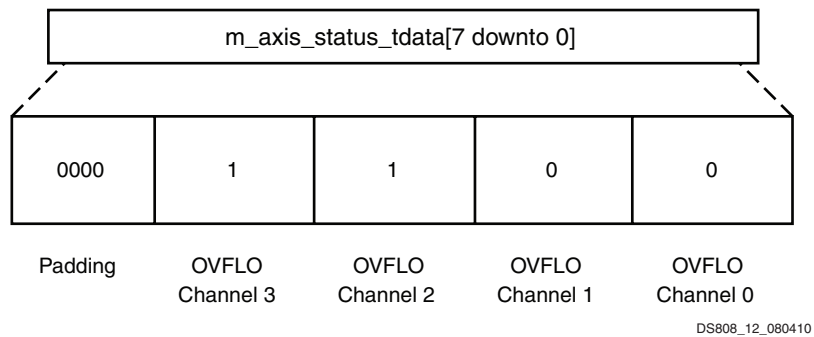 m_axis_status_tdata[7 downto 0]
0000 1 1 0 0
Padding OVFLO OVFLO OVFLO OVFLO
Channel 3 Channel 2 Channel 1 Channel 0
DS808_12_080410